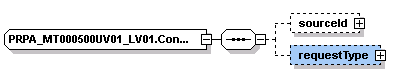 sourceId
PRPA_MT000500UV01_LV01.Con...
requestType